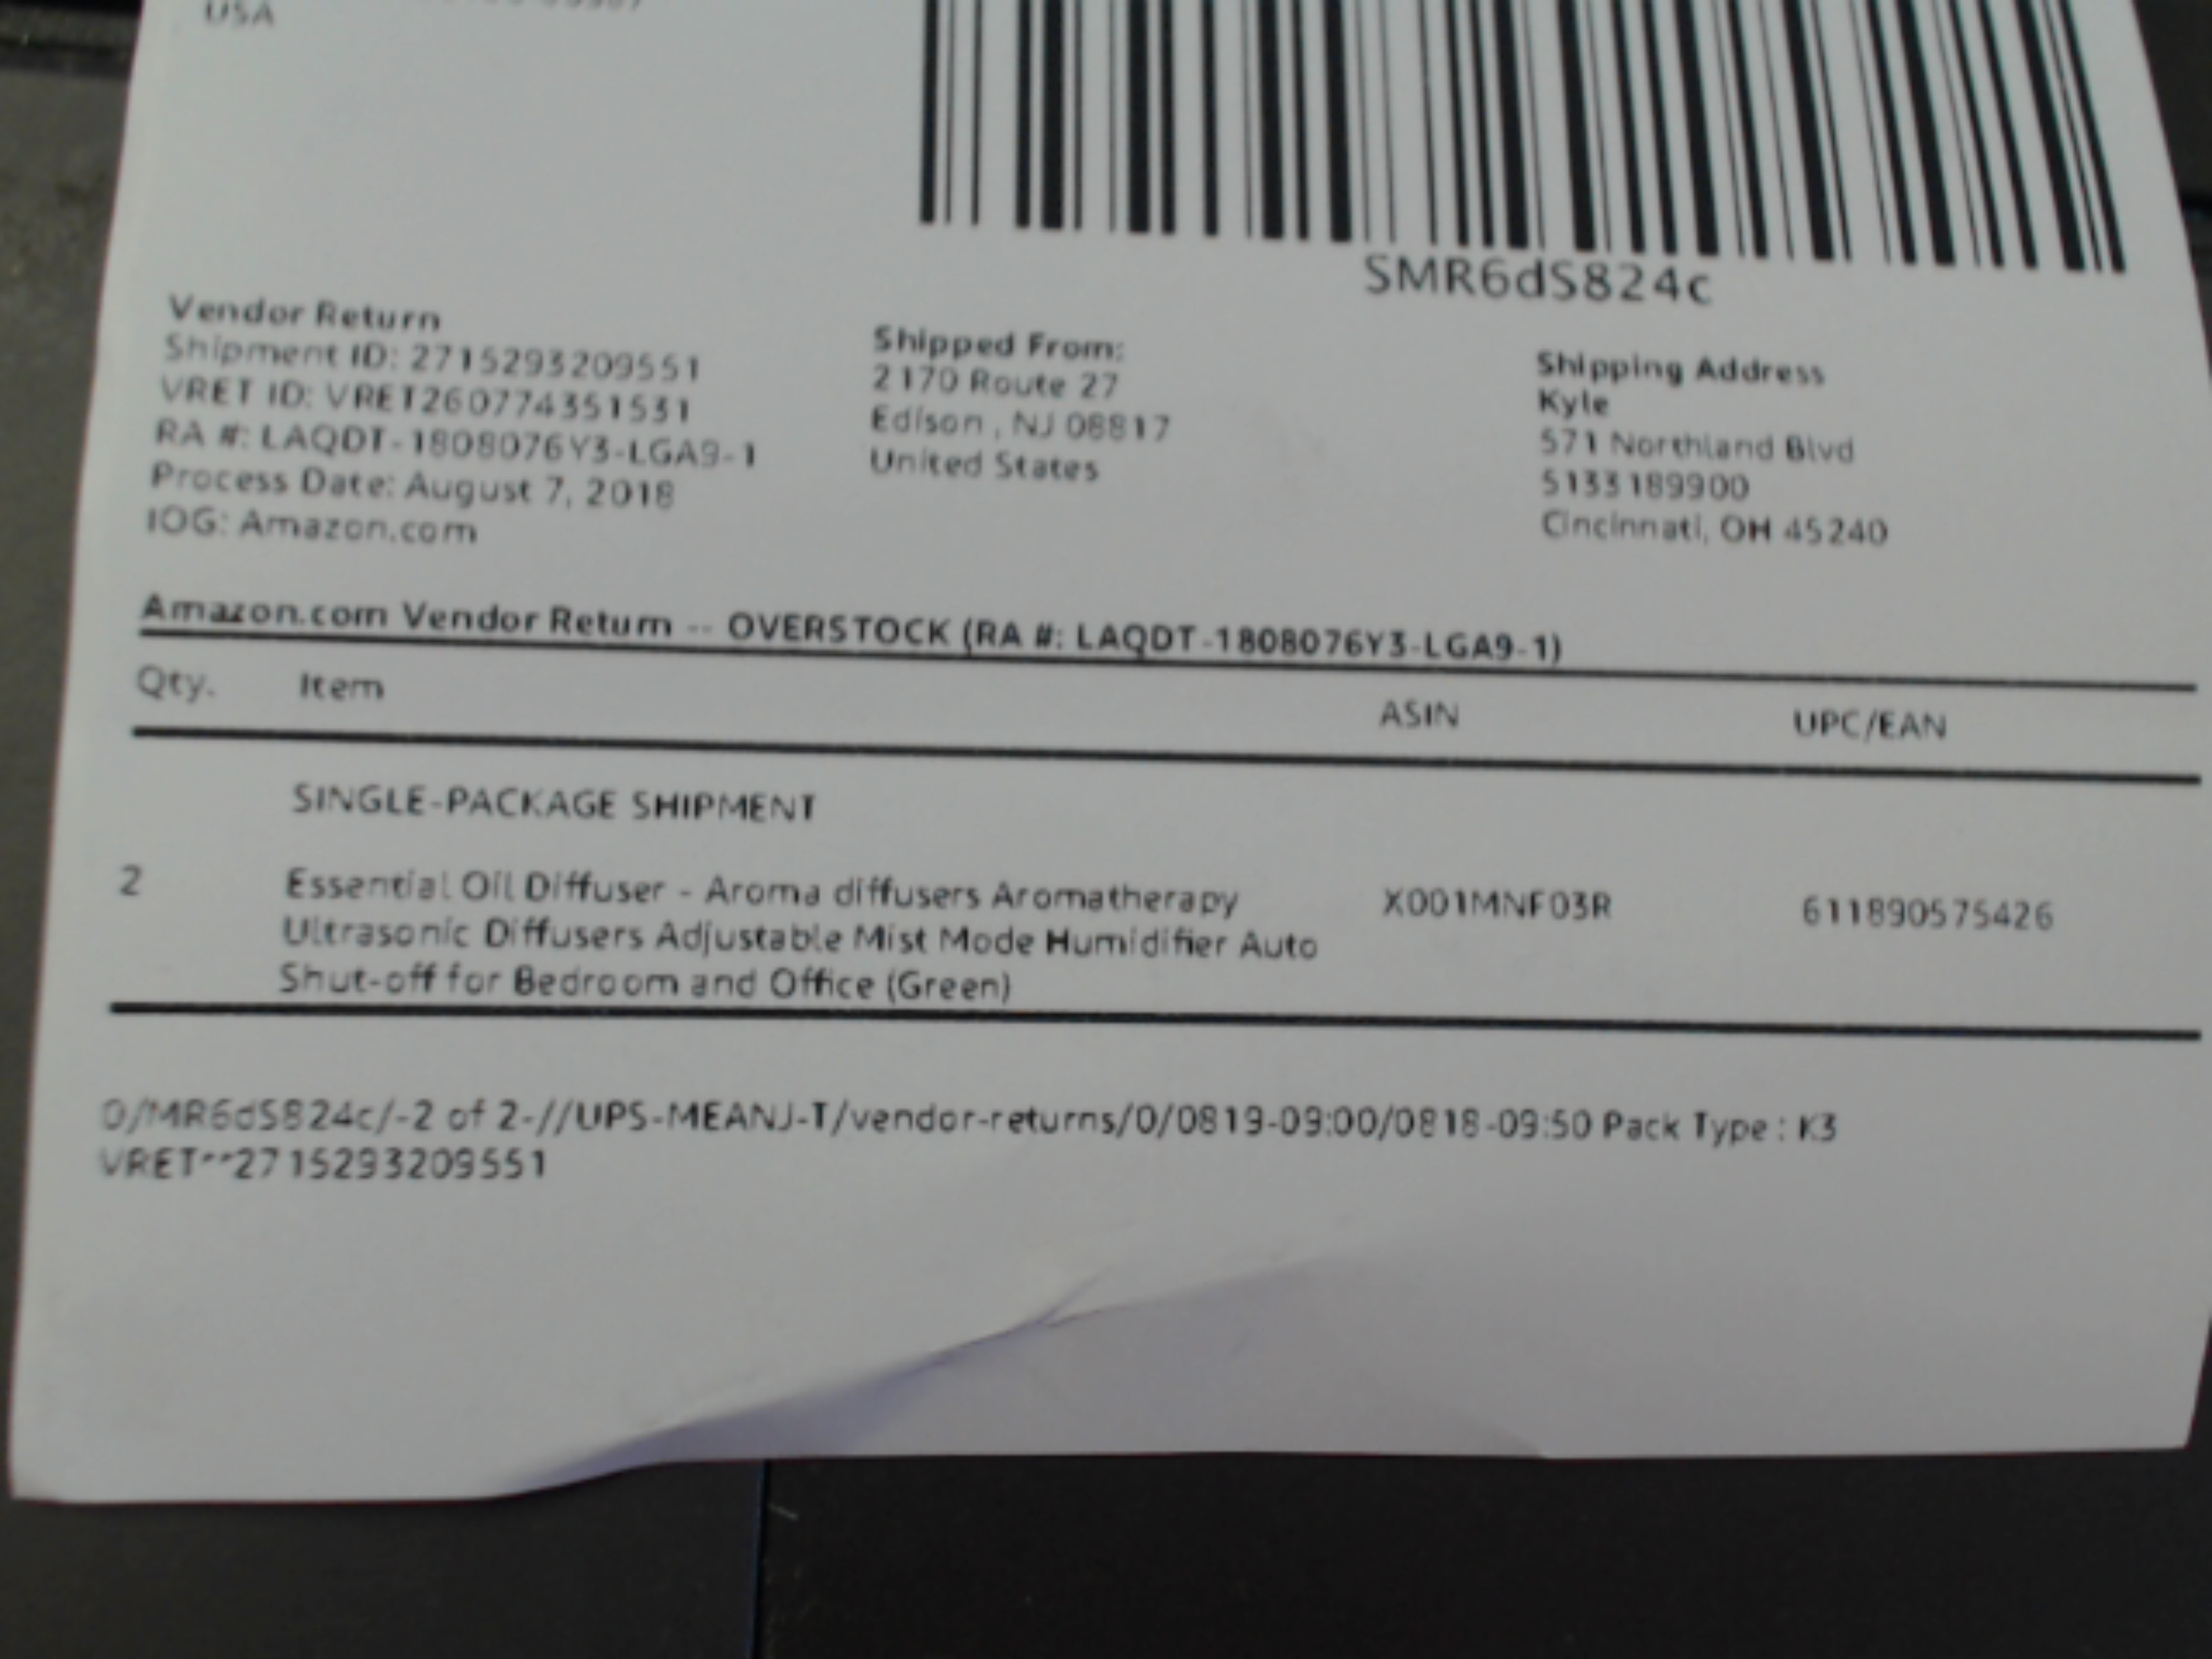 USA
SMR6dS824c
Vendor Return
Shipment ID: 2715293209551
VRET ID: VRET260774351531
RA #: LAQDT-1808076Y3-LGA9-1
Process Date: August 7, 2018
IOG: Amazon.com
Shipped From:
2170 Route 27
Edison , NJ 08817
United States
Shipping Address
Kyle
571 Northland Blvd
5133189900
Cincinnati, OH 45240
Amazon.com Vendor Return -- OVERSTOCK (RA #: LAQDT-1808076Y3-LGA9-1)
Qty. Item ASIN UPC/EAN
SINGLE-PACKAGE SHIPMENT
2 Essential Oil Diffuser - Aroma diffusers Aromatherapy X001MNF03R 611890575426
Ultrasonic Diffusers Adjustable Mist Mode Humidifier Auto
Shut-off for Bedroom and Office (Green)
0/MR6dS824c/-2 of 2-//UPS-MEANJ-T/vendor-returns/0/0819-09:00/0818-09:50 Pack Type : K3
VRET^^2715293209551